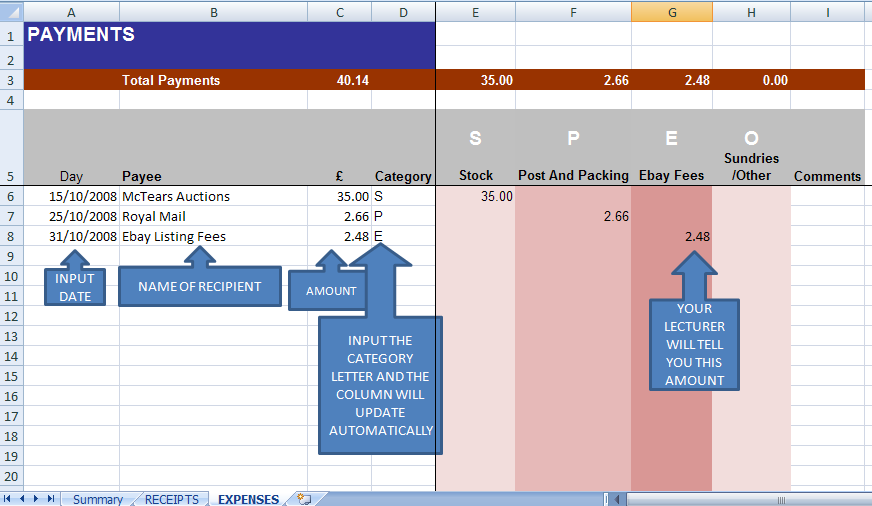 A B C D E F G H I
1 PAYMENTS
2
3 Total Payments 40.14 35.00 2.66 2.48 0.00
4
S P E O
Sundries
5 Day Payee £ Category Stock Post And Packing Ebay Fees /Other Comments
6 15/10/2008 McTears Auctions 35.00 S 35.00
7 25/10/2008 Royal Mail 2.66 P 2.66
8 31/10/2008 Ebay Listing Fees 2.48 E 2.48
9
10
11
12
13
14
15
16
17
18
19
20
INPUT
DATE
NAME OF RECIPIENT
AMOUNT
INPUT THE
CATEGORY
LETTER AND THE
COLUMN WILL
UPDATE
AUTOMATICALLY
YOUR
LECTURER
WILL TELL
YOU THIS
AMOUNT
Summary RECEIPTS EXPENSES